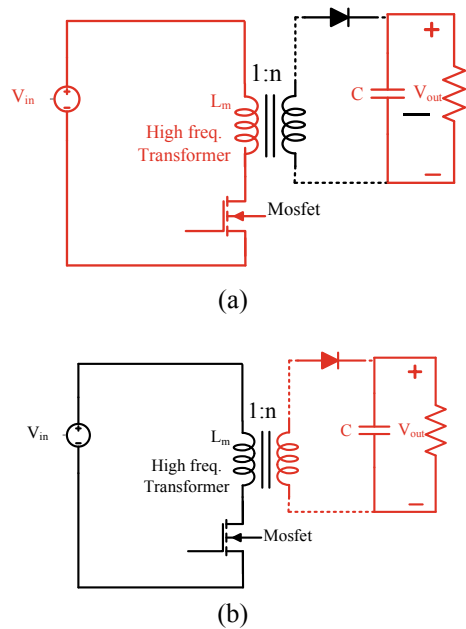 1:n
V_in
L_m
High freq.
Transformer
C
V_out
+
−
Mosfet
(a)
1:n
V_in
L_m
High freq.
Transformer
C
V_out
+
−
Mosfet
(b)